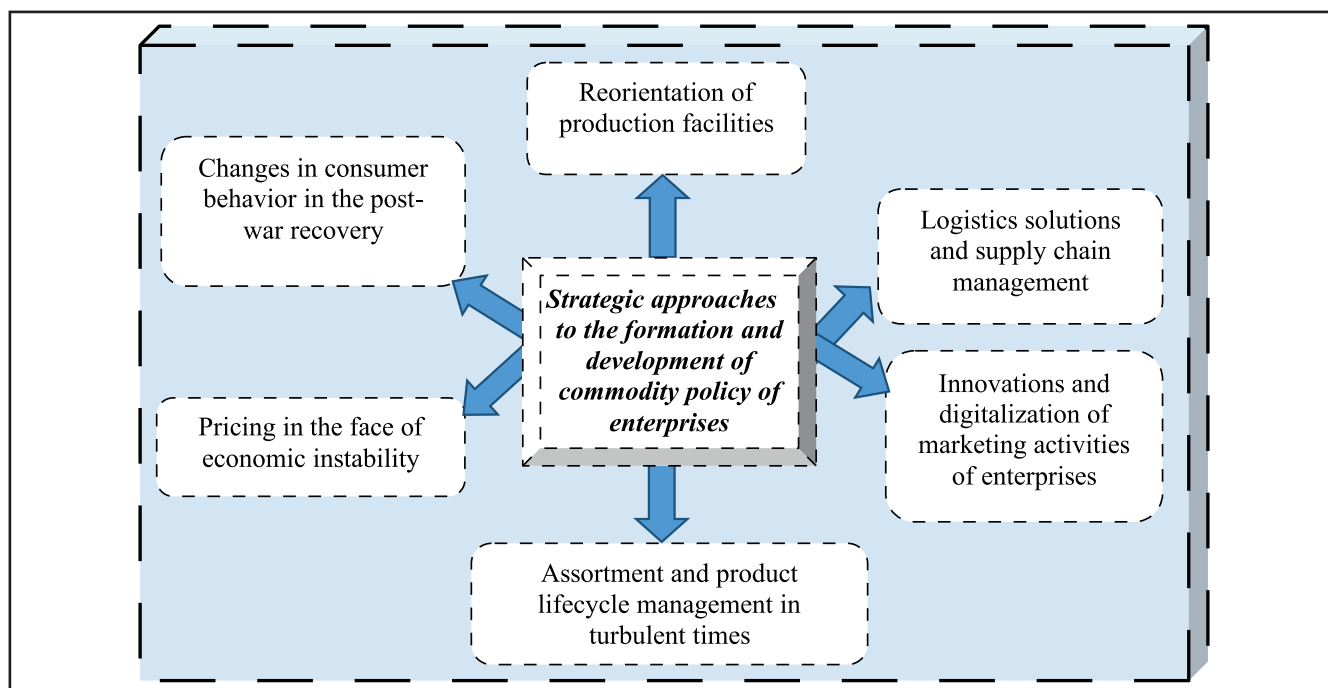 Reorientation of
production facilities
Changes in consumer
behavior in the post-
war recovery
Logistics solutions
and supply chain
management
Strategic approaches
to the formation and
development of
commodity policy of
enterprises
Pricing in the face of
economic instability
Innovations and
digitalization of
marketing activities
of enterprises
Assortment and product
lifecycle management in
turbulent times